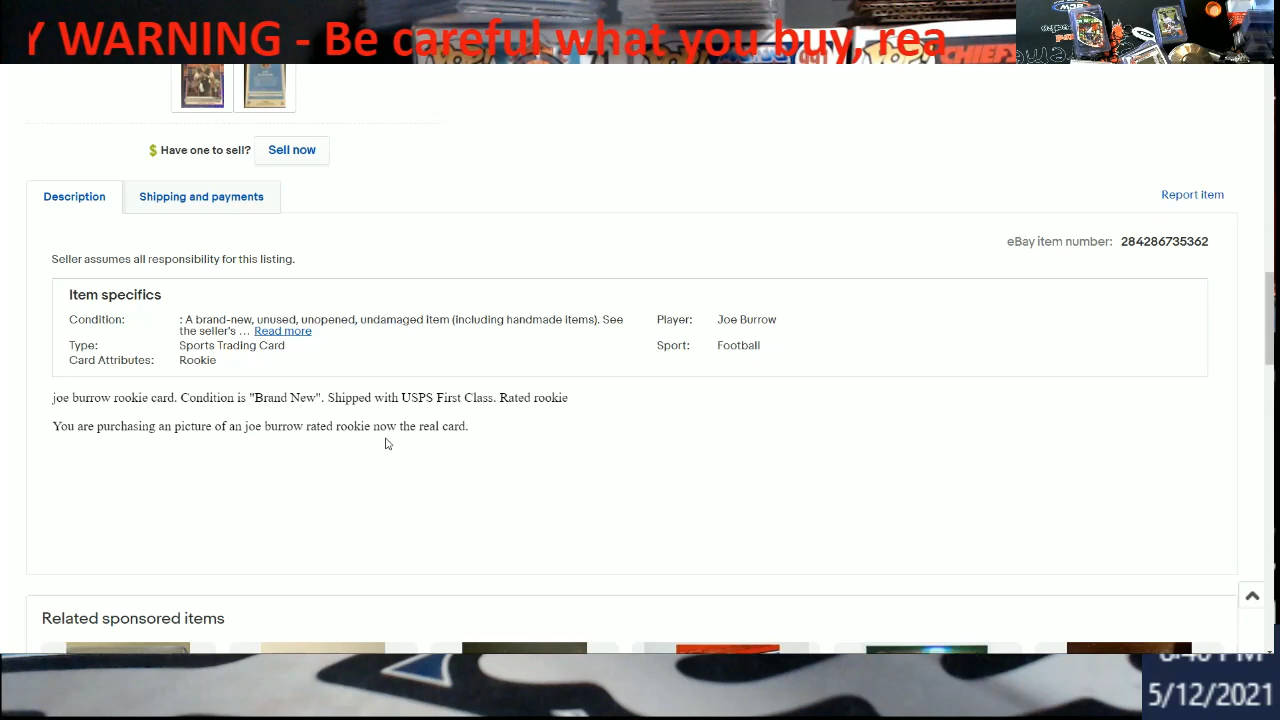 Y WARNING - Be careful what you buy, rea
CHIEFS
$ Have one to sell? Sell now
Description
Shipping and payments
Report item
eBay item number: 284286735362
Seller assumes all responsibility for this listing.
Item specifics
Condition: : A brand-new, unused, unopened, undamaged item (including handmade items). See
the seller's ... Read more
Player: Joe Burrow
Type: Sports Trading Card
Sport: Football
Card Attributes: Rookie
joe burrow rookie card. Condition is "Brand New". Shipped with USPS First Class. Rated rookie
You are purchasing an picture of an joe burrow rated rookie now the real card.
Related sponsored items
5/12/2021